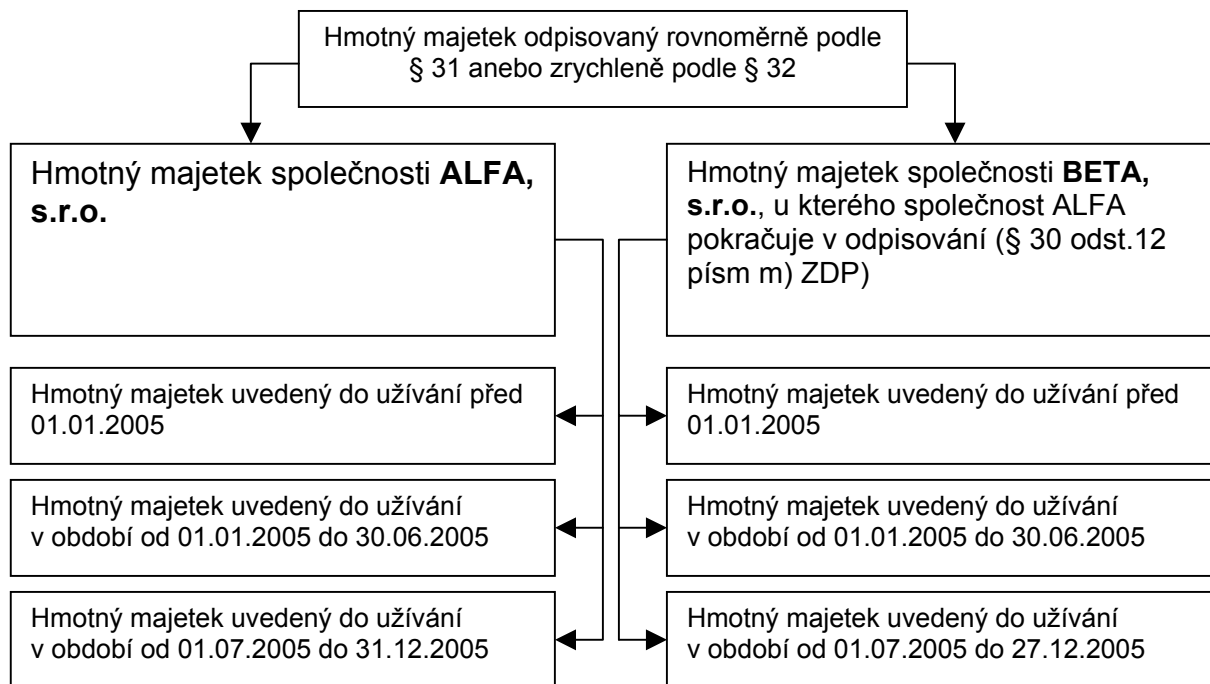 Hmotný majetek odpisovaný rovnoměrně podle
§ 31 anebo zrychleně podle § 32
Hmotný majetek společnosti ALFA,
s.r.o.
Hmotný majetek společnosti BETA,
s.r.o., u kterého společnost ALFA
pokračuje v odpisování (§ 30 odst.12
písm m) ZDP)
Hmotný majetek uvedený do užívání před
01.01.2005
Hmotný majetek uvedený do užívání před
01.01.2005
Hmotný majetek uvedený do užívání
v období od 01.01.2005 do 30.06.2005
Hmotný majetek uvedený do užívání
v období od 01.01.2005 do 30.06.2005
Hmotný majetek uvedený do užívání
v období od 01.07.2005 do 31.12.2005
Hmotný majetek uvedený do užívání
v období od 01.07.2005 do 27.12.2005